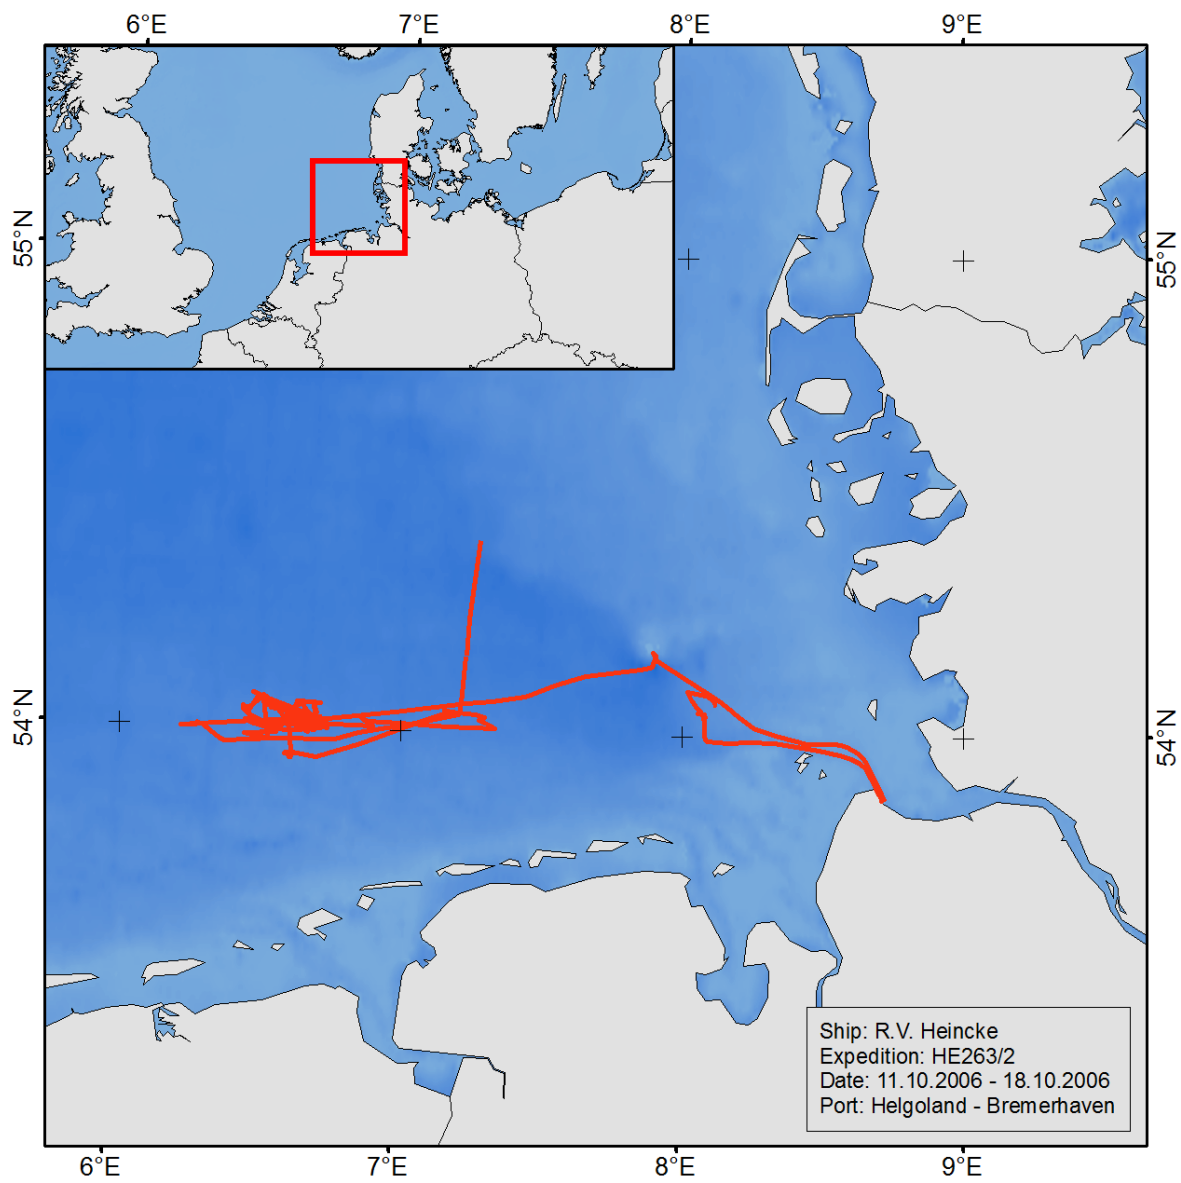 6°E 7°E 8°E 9°E
55°N 55°N
54°N 54°N
Ship: R.V. Heincke
Expedition: HE263/2
Date: 11.10.2006 - 18.10.2006
Port: Helgoland - Bremerhaven
6°E 7°E 8°E 9°E